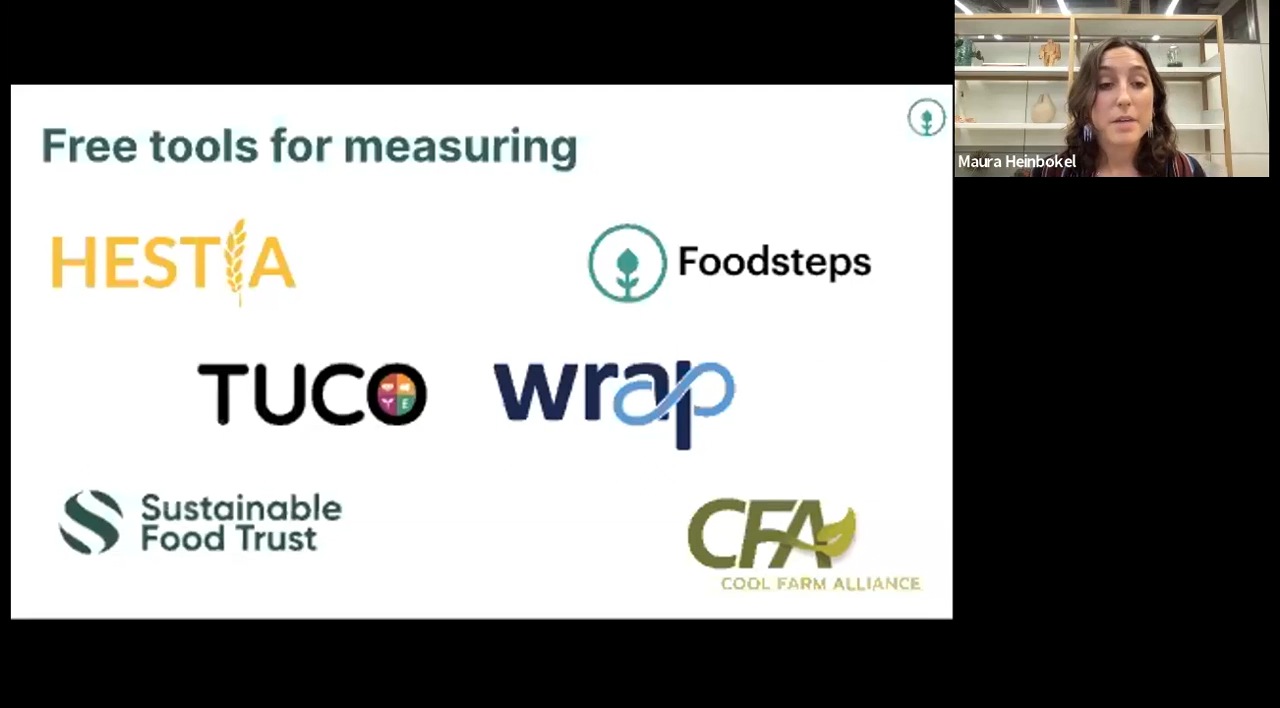 Free tools for measuring
HESTIA
Foodsteps
TUCO
wrap
Sustainable
Food Trust
CFA
COOL FARM ALLIANCE
Maura Heinbokel